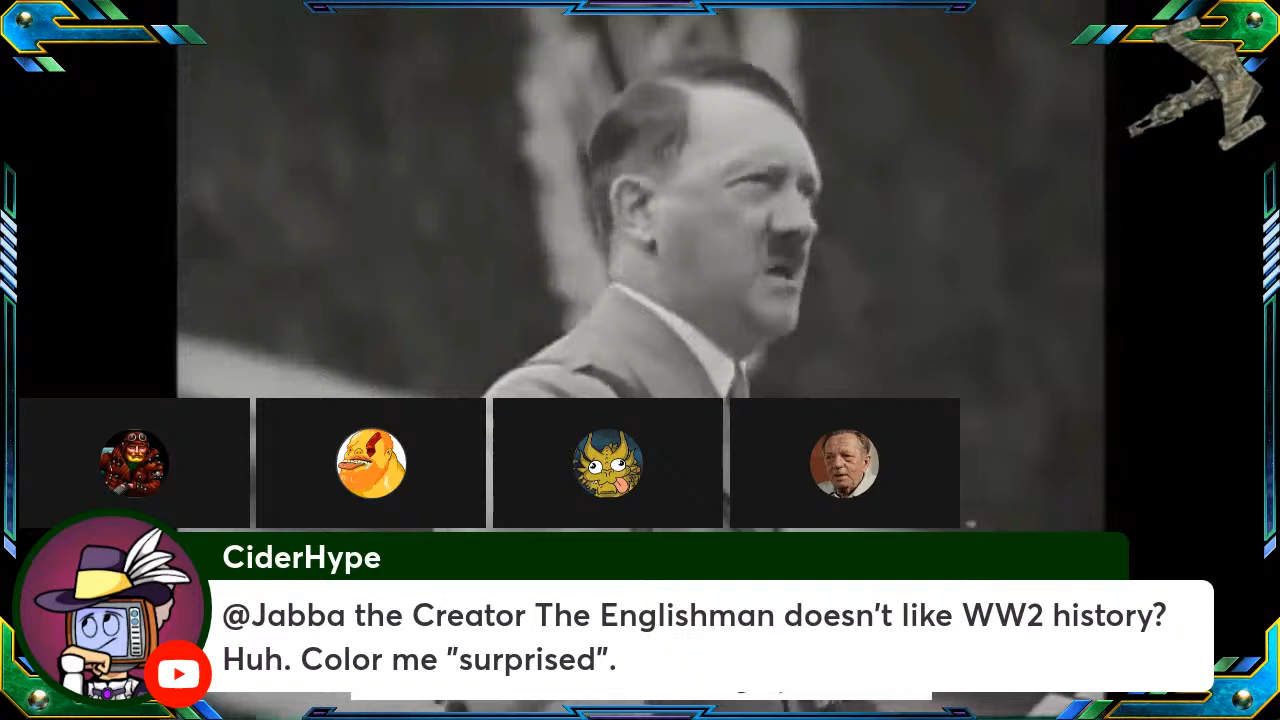 CiderHype
@Jabba the Creator The Englishman doesn't like WW2 history?
Huh. Color me "surprised".